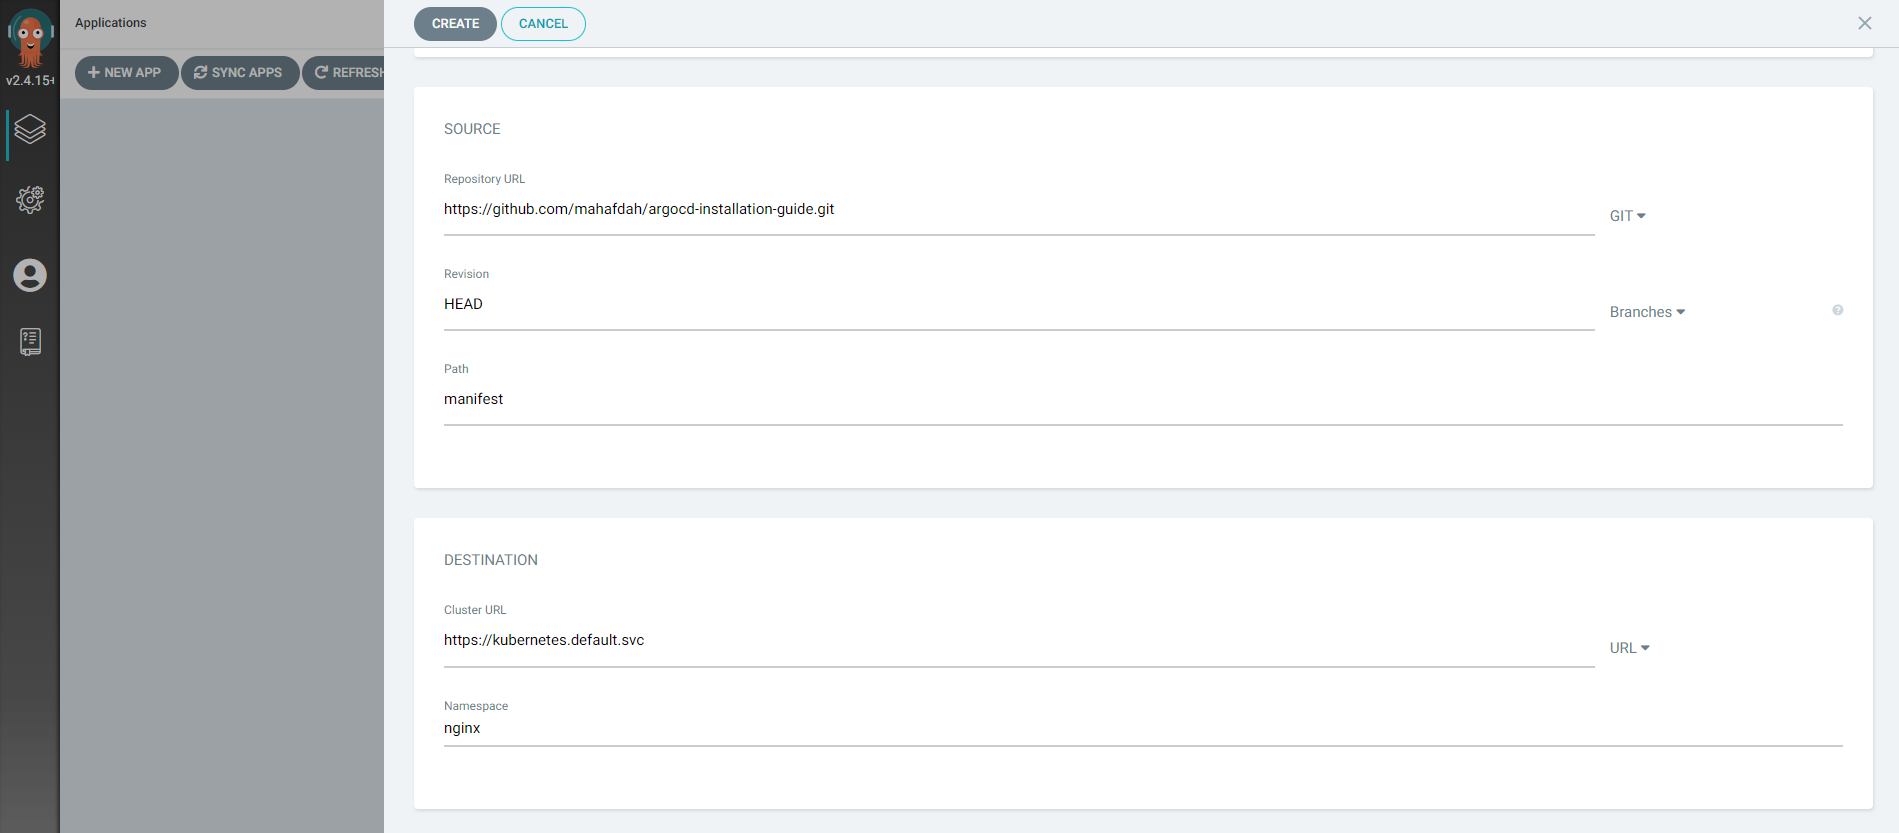 Applications
CREATE
CANCEL
v2.4.15+
NEW APP
SYNC APPS
REFRESH
SOURCE
Repository URL
https://github.com/mahafdah/argocd-installation-guide.git
GIT
Revision
HEAD
Branches
?
Path
manifest
DESTINATION
Cluster URL
https://kubernetes.default.svc
URL
Namespace
nginx